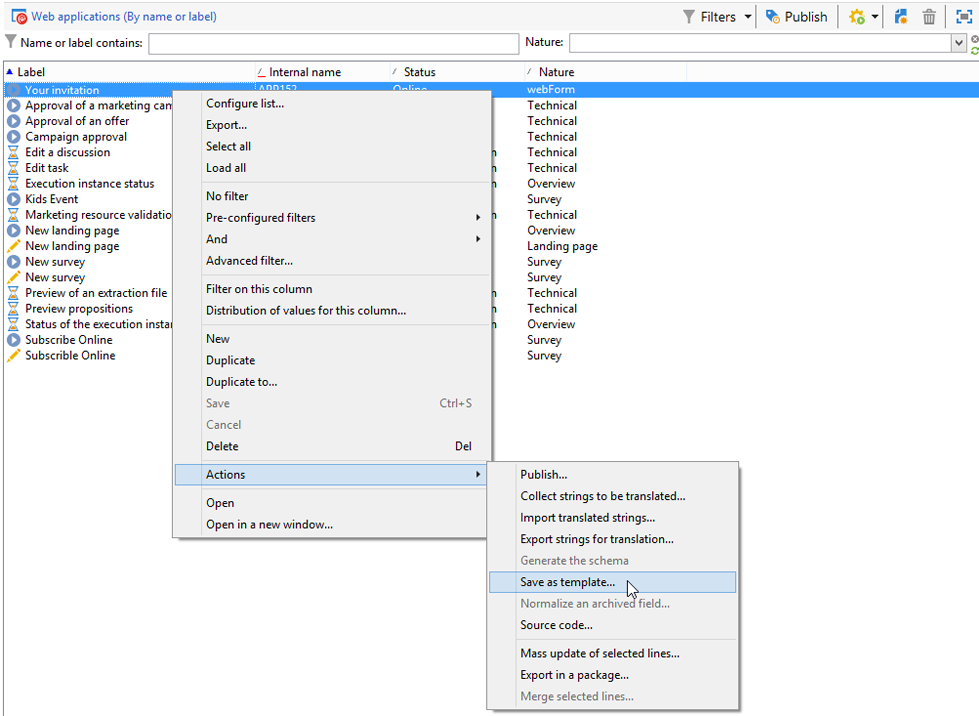 Web applications (By name or label) Filters Publish
Name or label contains: Nature:
Label Internal name Status Nature
Your invitation APP152 Online webForm
Approval of a marketing Technical
Approval of an offer Technical
Campaign approval Technical
Edit a discussion Technical
Edit task Technical
Execution instance status Overview
Kids Event Survey
Marketing resource Technical
New landing page Overview
New landing page Landing page
New survey Survey
New survey Survey
Preview of an extraction file Technical
Preview propositions Technical
Status of the execution Overview
Subscribe Online Survey
Subscrible Online Survey
Configure list...
Export...
Select all
Load all
No filter
Pre-configured filters
And
Advanced filter...
Filter on this column
Distribution of values for this column...
New
Duplicate
Duplicate to...
Save Ctrl+S
Cancel
Delete Del
Actions
Open
Open in a new window...
Publish...
Collect strings to be translated...
Import translated strings...
Export strings for translation...
Generate the schema
Save as template...
Normalize an archived field...
Source code...
Mass update of selected lines...
Export in a package...
Merge selected lines...